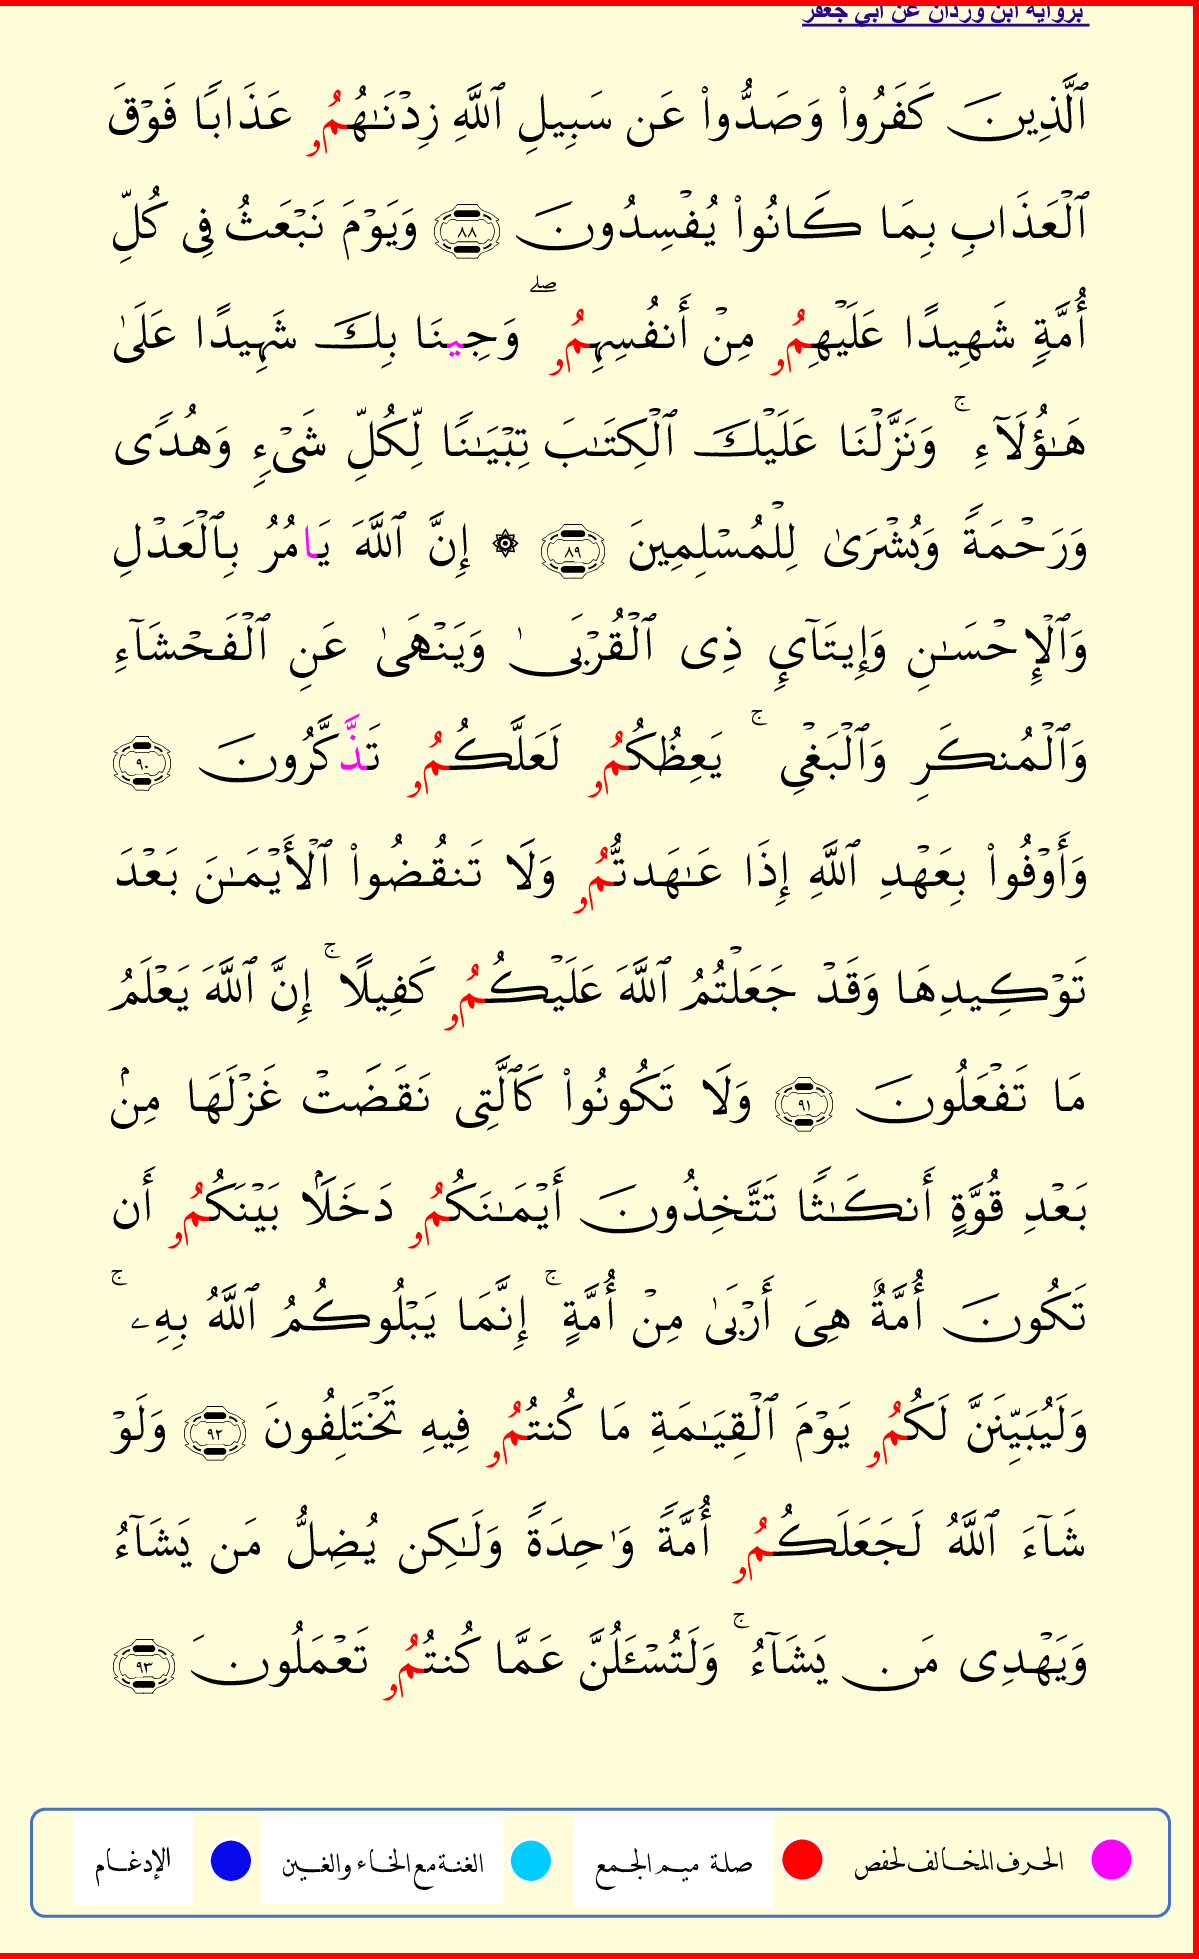 برواية ابن وردان عن أبي جعفر
ٱلَّذِينَ كَفَرُواْ وَصَدُّواْ عَن سَبِيلِ ٱللَّهِ زِدْنَـٰهُمُۥ عَذَابًا فَوْقَ
ٱلْعَذَابِ بِمَا كَانُواْ يُفْسِدُونَ ٨٨ وَيَوْمَ نَبْعَثُ فِى كُلِّ
أُمَّةٍ شَهِيدًا عَلَيْهِمُۥ مِنْ أَنفُسِهِمُۥ ۖ وَجِينَا بِكَ شَهِيدًا عَلَىٰ
هَـٰؤُلَآءِ ۚ وَنَزَّلْنَا عَلَيْكَ ٱلْكِتَـٰبَ تِبْيَـٰنًا لِّكُلِّ شَىْءٍ وَهُدًى
وَرَحْمَةً وَبُشْرَىٰ لِلْمُسْلِمِينَ ٨٩ ۞ إِنَّ ٱللَّهَ يَامُرُ بِٱلْعَدْلِ
وَٱلْإِحْسَـٰنِ وَإِيتَآىِٕ ذِى ٱلْقُرْبَىٰ وَيَنْهَىٰ عَنِ ٱلْفَحْشَآءِ
وَٱلْمُنكَرِ وَٱلْبَغْىِ ۚ يَعِظُكُمُۥ لَعَلَّكُمُۥ تَذَّكَّرُونَ ٩٠
وَأَوْفُواْ بِعَهْدِ ٱللَّهِ إِذَا عَـٰهَدتُّمُۥ وَلَا تَنقُضُواْ ٱلْأَيْمَـٰنَ بَعْدَ
تَوْكِيدِهَا وَقَدْ جَعَلْتُمُ ٱللَّهَ عَلَيْكُمُۥ كَفِيلًا ۚ إِنَّ ٱللَّهَ يَعْلَمُ
مَا تَفْعَلُونَ ٩١ وَلَا تَكُونُواْ كَٱلَّتِى نَقَضَتْ غَزْلَهَا مِنۢ
بَعْدِ قُوَّةٍ أَنكَـٰثًا تَتَّخِذُونَ أَيْمَـٰنَكُمُۥ دَخَلًۢا بَيْنَكُمُۥ أَن
تَكُونَ أُمَّةٌ هِىَ أَرْبَىٰ مِنْ أُمَّةٍ ۚ إِنَّمَا يَبْلُوكُمُ ٱللَّهُ بِهِۦ ۚ
وَلَيُبَيِّنَنَّ لَكُمُۥ يَوْمَ ٱلْقِيَـٰمَةِ مَا كُنتُمُۥ فِيهِ تَخْتَلِفُونَ ٩٢ وَلَوْ
شَآءَ ٱللَّهُ لَجَعَلَكُمُۥ أُمَّةً وَٰحِدَةً وَلَـٰكِن يُضِلُّ مَن يَشَآءُ
وَيَهْدِى مَن يَشَآءُ ۚ وَلَتُسْـَٔلُنَّ عَمَّا كُنتُمُۥ تَعْمَلُونَ ٩٣
الحرف المخالف لحفص صلة ميم الجمع الغنة مع الخاء والغين الإدغام